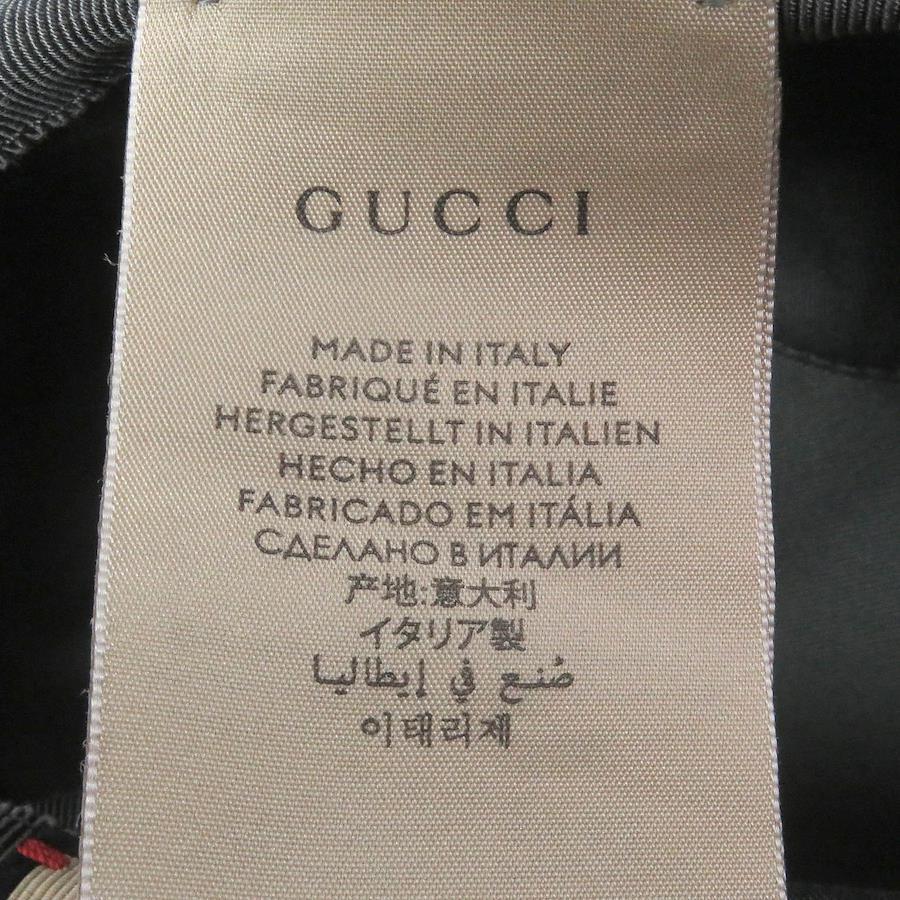 GUCCI
MADE IN ITALY
FABRIQUÉ EN ITALIE
HERGESTELLT IN ITALIEN
HECHO EN ITALIA
FABRICADO EM ITÁLIA
СДЕЛАНО В ИТАЛИИ
产地:意大利
イタリア製
صُنع في إيطاليا
이태리제